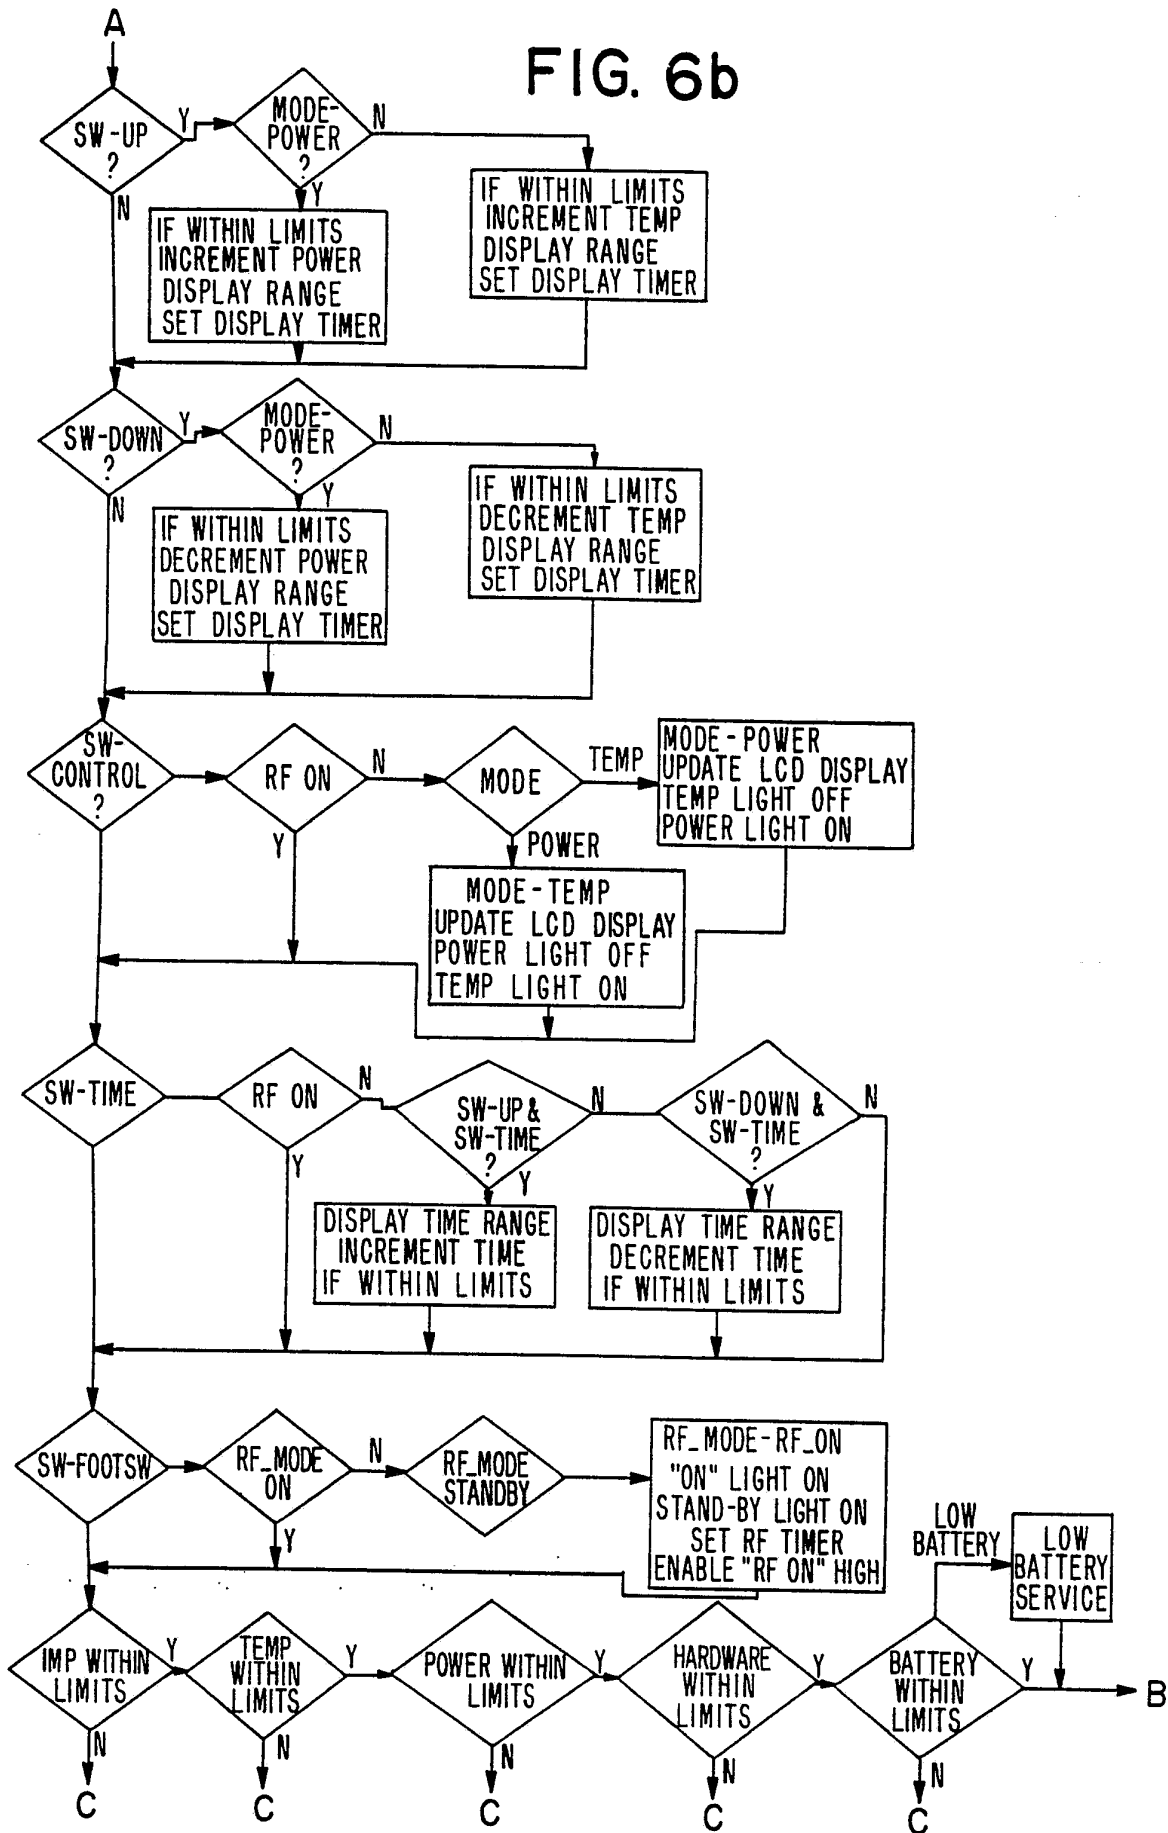 A
FIG. 6b
SW-UP
?
Y
MODE-
POWER
?
N
Y
N
IF WITHIN LIMITS
INCREMENT POWER
DISPLAY RANGE
SET DISPLAY TIMER
IF WITHIN LIMITS
INCREMENT TEMP
DISPLAY RANGE
SET DISPLAY TIMER
SW-DOWN
?
Y
MODE-
POWER
?
N
Y
N
IF WITHIN LIMITS
DECREMENT POWER
DISPLAY RANGE
SET DISPLAY TIMER
IF WITHIN LIMITS
DECREMENT TEMP
DISPLAY RANGE
SET DISPLAY TIMER
SW-
CONTROL
?
RF ON
N
Y
MODE
TEMP
POWER
MODE-POWER
UPDATE LCD DISPLAY
TEMP LIGHT OFF
POWER LIGHT ON
MODE-TEMP
UPDATE LCD DISPLAY
POWER LIGHT OFF
TEMP LIGHT ON
SW-TIME
RF ON
N
Y
SW-UP &
SW-TIME
?
N
Y
SW-DOWN &
SW-TIME
?
N
Y
DISPLAY TIME RANGE
INCREMENT TIME
IF WITHIN LIMITS
DISPLAY TIME RANGE
DECREMENT TIME
IF WITHIN LIMITS
SW-FOOTSW
RF_MODE
ON
N
Y
RF_MODE
STANDBY
RF_MODE-RF_ON
"ON" LIGHT ON
STAND-BY LIGHT ON
SET RF TIMER
ENABLE "RF ON" HIGH
LOW
BATTERY
LOW
BATTERY
SERVICE
IMP WITHIN
LIMITS
Y
TEMP
WITHIN
LIMITS
Y
POWER WITHIN
LIMITS
Y
HARDWARE
WITHIN
LIMITS
Y
BATTERY
WITHIN
LIMITS
Y
B
N
N
N
N
N
C
C
C
C
C